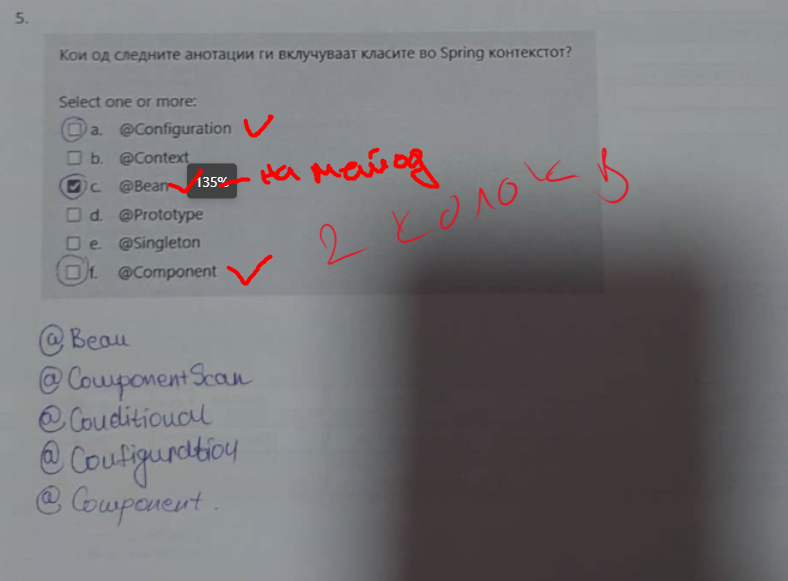 5.
Кои од следните анотации ги вклучуваат класите во Spring контекстот?
Select one or more:
a. @Configuration
b. @Context
c. @Bean 135% - на метод
d. @Prototype
e. @Singleton
f. @Component
2 колок
@Bean
@ComponentScan
@Conditional
@Configuration
@Component.